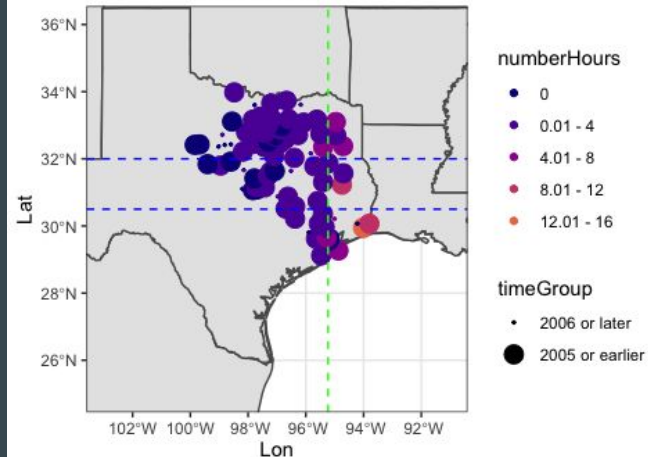 36°N
34°N
32°N
30°N
28°N
26°N
Lat
102°W 100°W 98°W 96°W 94°W 92°W
Lon
numberHours
0
0.01 - 4
4.01 - 8
8.01 - 12
12.01 - 16
timeGroup
2006 or later
2005 or earlier